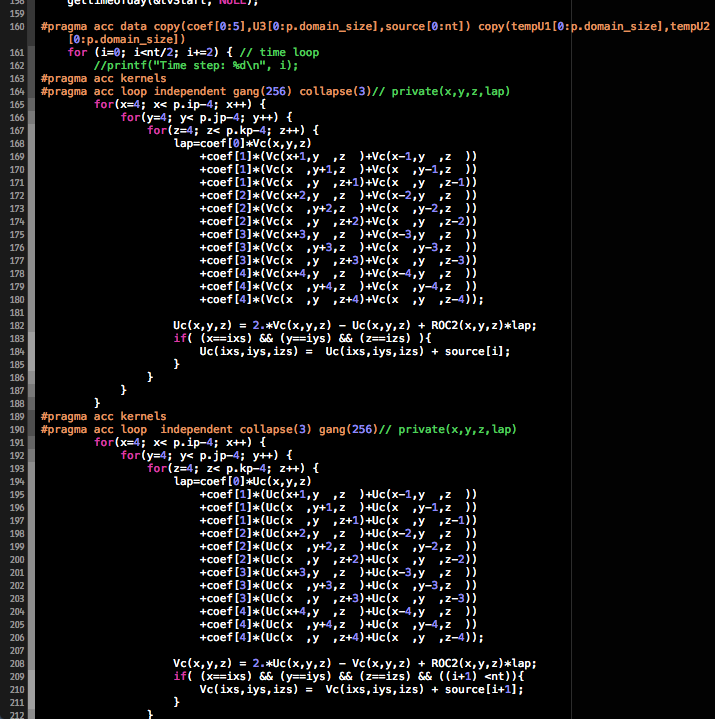 158 gettimeofday(&tvStart, NULL);
159
160 #pragma acc data copy(coef[0:5],U3[0:p.domain_size],source[0:nt]) copy(tempU1[0:p.domain_size],tempU2
[0:p.domain_size])
161 for (i=0; i<nt/2; i+=2) { // time loop
162 //printf("Time step: %d\n", i);
163 #pragma acc kernels
164 #pragma acc loop independent gang(256) collapse(3)// private(x,y,z,lap)
165 for(x=4; x< p.ip-4; x++) {
166 for(y=4; y< p.jp-4; y++) {
167 for(z=4; z< p.kp-4; z++) {
168 lap=coef[0]*Vc(x,y,z)
169 +coef[1]*(Vc(x+1,y  ,z  )+Vc(x-1,y  ,z  ))
170 +coef[1]*(Vc(x  ,y+1,z  )+Vc(x  ,y-1,z  ))
171 +coef[1]*(Vc(x  ,y  ,z+1)+Vc(x  ,y  ,z-1))
172 +coef[2]*(Vc(x+2,y  ,z  )+Vc(x-2,y  ,z  ))
173 +coef[2]*(Vc(x  ,y+2,z  )+Vc(x  ,y-2,z  ))
174 +coef[2]*(Vc(x  ,y  ,z+2)+Vc(x  ,y  ,z-2))
175 +coef[3]*(Vc(x+3,y  ,z  )+Vc(x-3,y  ,z  ))
176 +coef[3]*(Vc(x  ,y+3,z  )+Vc(x  ,y-3,z  ))
177 +coef[3]*(Vc(x  ,y  ,z+3)+Vc(x  ,y  ,z-3))
178 +coef[4]*(Vc(x+4,y  ,z  )+Vc(x-4,y  ,z  ))
179 +coef[4]*(Vc(x  ,y+4,z  )+Vc(x  ,y-4,z  ))
180 +coef[4]*(Vc(x  ,y  ,z+4)+Vc(x  ,y  ,z-4));
181
182 Uc(x,y,z) = 2.*Vc(x,y,z) - Uc(x,y,z) + ROC2(x,y,z)*lap;
183 if( (x==ixs) && (y==iys) && (z==izs) ){
184 Uc(ixs,iys,izs) =  Uc(ixs,iys,izs) + source[i];
185 }
186 }
187 }
188 }
189 #pragma acc kernels
190 #pragma acc loop  independent collapse(3) gang(256)// private(x,y,z,lap)
191 for(x=4; x< p.ip-4; x++) {
192 for(y=4; y< p.jp-4; y++) {
193 for(z=4; z< p.kp-4; z++) {
194 lap=coef[0]*Uc(x,y,z)
195 +coef[1]*(Uc(x+1,y  ,z  )+Uc(x-1,y  ,z  ))
196 +coef[1]*(Uc(x  ,y+1,z  )+Uc(x  ,y-1,z  ))
197 +coef[1]*(Uc(x  ,y  ,z+1)+Uc(x  ,y  ,z-1))
198 +coef[2]*(Uc(x+2,y  ,z  )+Uc(x-2,y  ,z  ))
199 +coef[2]*(Uc(x  ,y+2,z  )+Uc(x  ,y-2,z  ))
200 +coef[2]*(Uc(x  ,y  ,z+2)+Uc(x  ,y  ,z-2))
201 +coef[3]*(Uc(x+3,y  ,z  )+Uc(x-3,y  ,z  ))
202 +coef[3]*(Uc(x  ,y+3,z  )+Uc(x  ,y-3,z  ))
203 +coef[3]*(Uc(x  ,y  ,z+3)+Uc(x  ,y  ,z-3))
204 +coef[4]*(Uc(x+4,y  ,z  )+Uc(x-4,y  ,z  ))
205 +coef[4]*(Uc(x  ,y+4,z  )+Uc(x  ,y-4,z  ))
206 +coef[4]*(Uc(x  ,y  ,z+4)+Uc(x  ,y  ,z-4));
207
208 Vc(x,y,z) = 2.*Uc(x,y,z) - Vc(x,y,z) + ROC2(x,y,z)*lap;
209 if( (x==ixs) && (y==iys) && (z==izs) && ((i+1) <nt)){
210 Vc(ixs,iys,izs) =  Vc(ixs,iys,izs) + source[i+1];
211 }
212 }